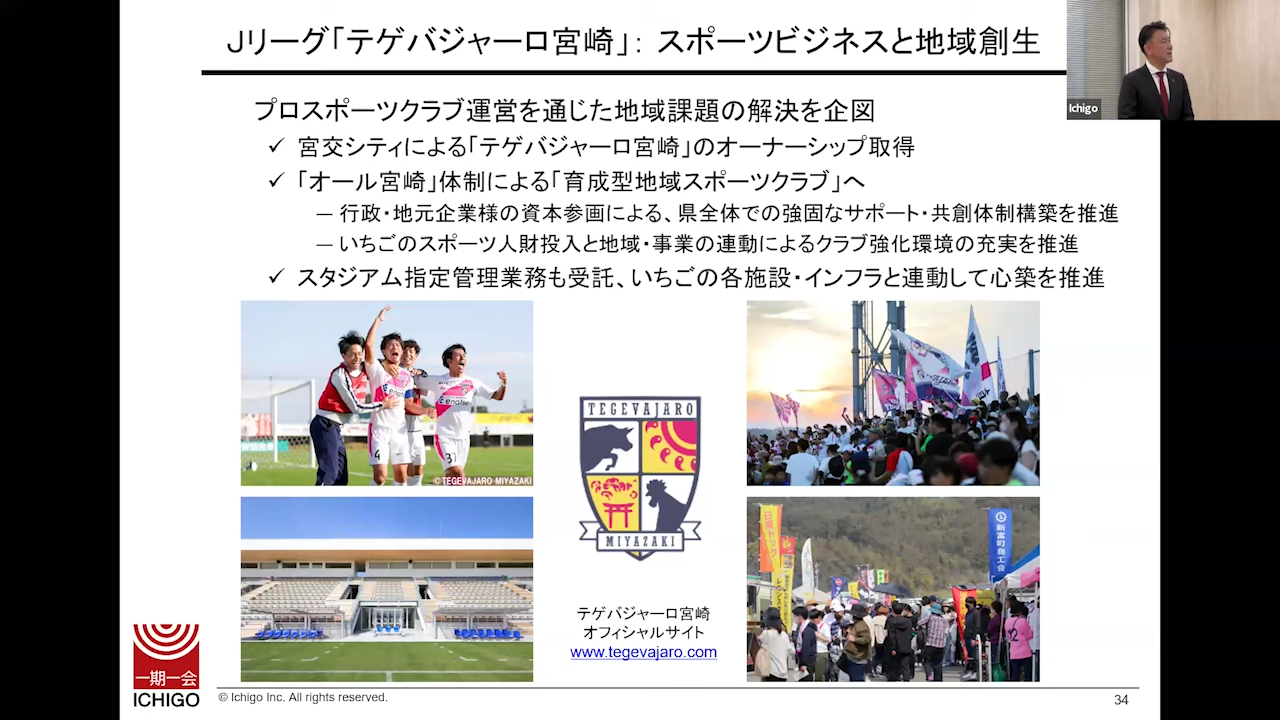 Jリーグ「テゲバジャーロ宮崎」：スポーツビジネスと地域創生
Ichigo
プロスポーツクラブ運営を通じた地域課題の解決を企図
✓ 宮交シティによる「テゲバジャーロ宮崎」のオーナーシップ取得
✓ 「オール宮崎」体制による「育成型地域スポーツクラブ」へ
— 行政・地元企業様の資本参画による、県全体での強固なサポート・共創体制構築を推進
— いちごのスポーツ人財投入と地域・事業の連動によるクラブ強化環境の充実を推進
✓ スタジアム指定管理業務も受託、いちごの各施設・インフラと連動して心築を推進
4
31
© TEGEVAJARO MIYAZAKI
TEGEVAJARO
MIYAZAKI
新富町商工会
12
テゲバジャーロ宮崎
オフィシャルサイト
www.tegevajaro.com
一期一会
ICHIGO
© Ichigo Inc. All rights reserved.
34